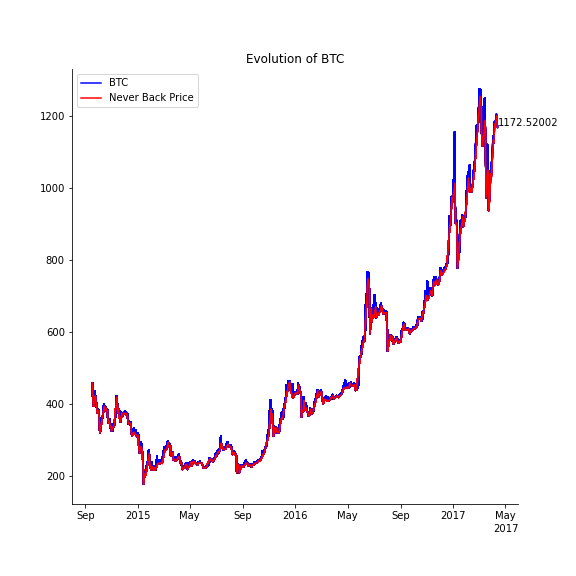 Evolution of BTC
BTC
Never Back Price
1172.52002
1200
1000
800
600
400
200
Sep
2015
May
Sep
2016
May
Sep
2017
May
2017